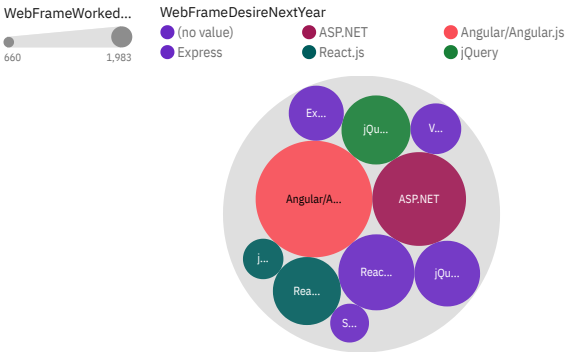 WebFrameWorked...
660
1,983
WebFrameDesireNextYear
(no value)
ASP.NET
Angular/Angular.js
Express
React.js
jQuery
Ex...
jQu...
V...
Angular/A...
ASP.NET
j...
Rea...
Reac...
jQu...
S...